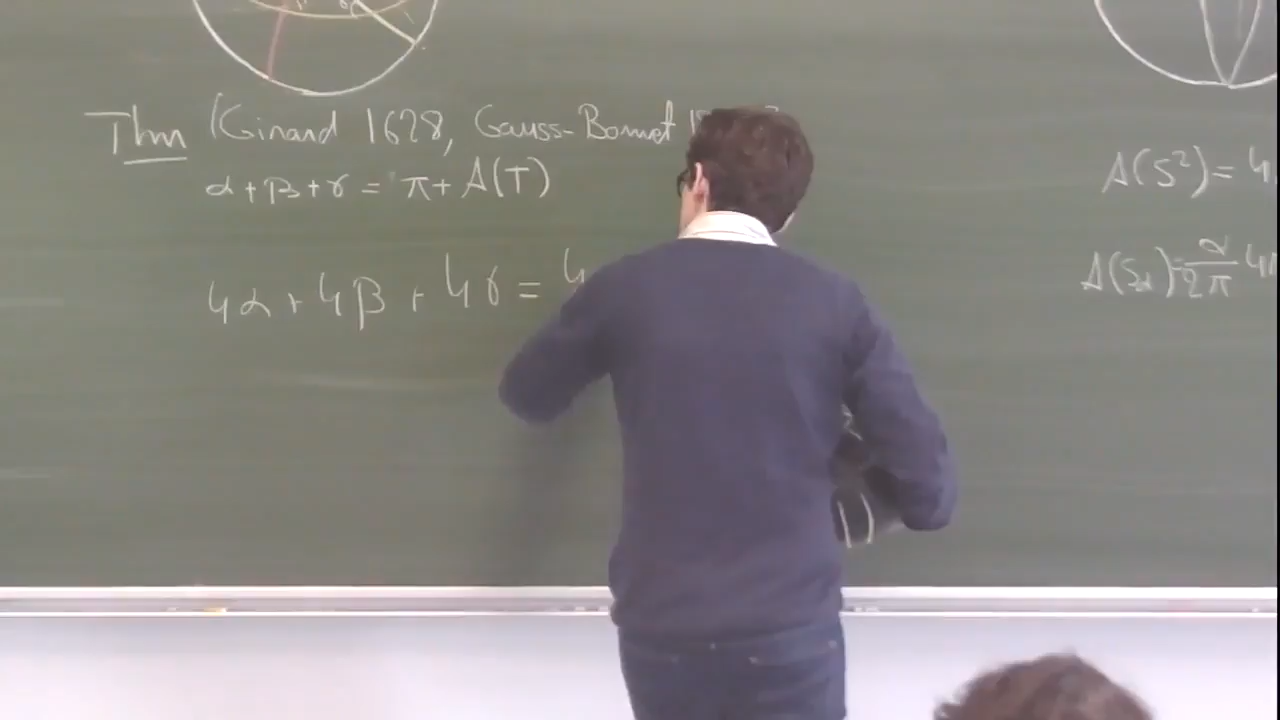 Thm (Girard 1628, Gauss-Bonnet
α+β+γ = π+ A(T)
4α + 4β + 4γ = 4
A(S²) = 4
A(S_α) = α/2π 4